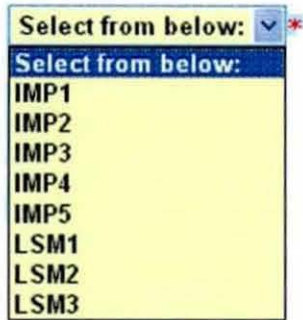 Select from below: *
Select from below:
IMP1
IMP2
IMP3
IMP4
IMP5
LSM1
LSM2
LSM3